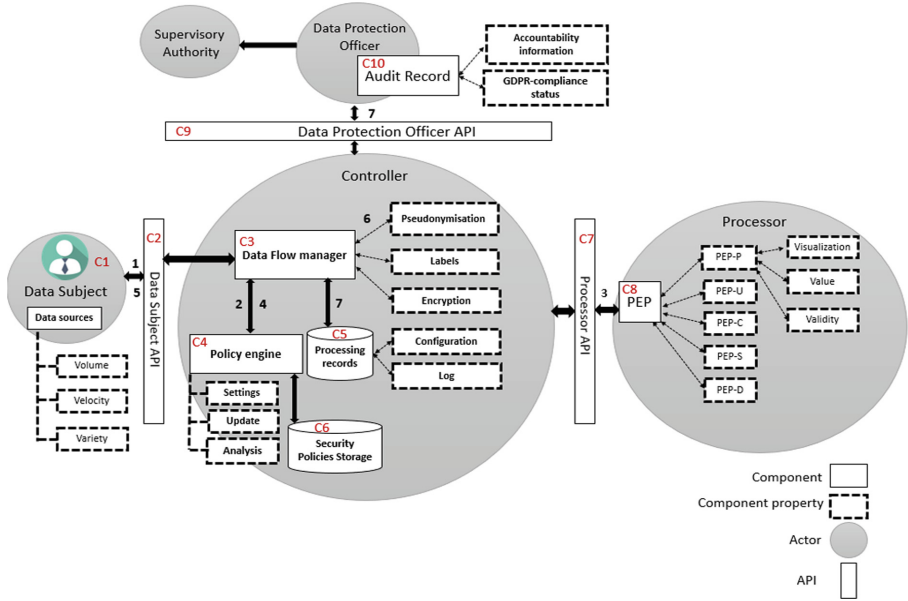 Supervisory
Authority
Data Protection
Officer
C10
Audit Record
Accountability
information
GDPR-compliance
status
7
C9
Data Protection Officer API
Controller
C1
Data Subject
Data sources
Volume
Velocity
Variety
1
5
C2
Data Subject API
C3
Data Flow manager
6
Pseudonymisation
Labels
Encryption
2
4
7
C4
Policy engine
Settings
Update
Analysis
C5
Processing
records
Configuration
Log
C6
Security
Policies Storage
C7
Processor API
3
Processor
C8
PEP
PEP-P
PEP-U
PEP-C
PEP-S
PEP-D
Visualization
Value
Validity
Component
Component property
Actor
API